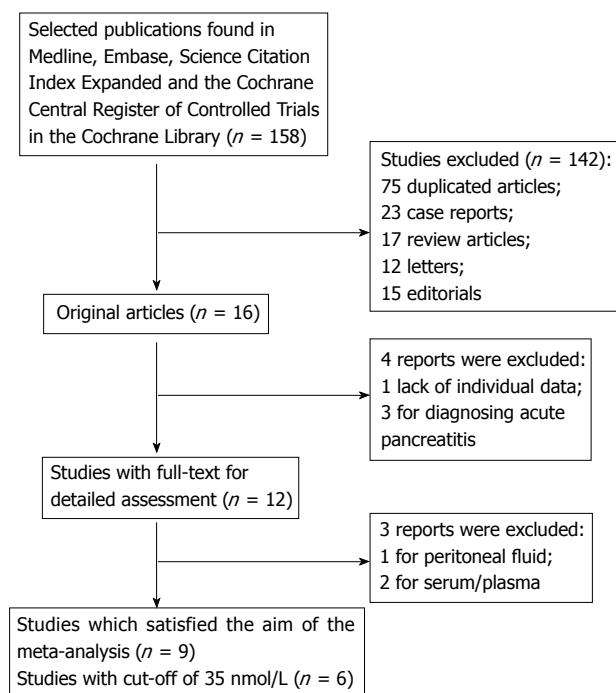 Selected publications found in
Medline, Embase, Science Citation
Index Expanded and the Cochrane
Central Register of Controlled Trials
in the Cochrane Library (n = 158)
Studies excluded (n = 142):
75 duplicated articles;
23 case reports;
17 review articles;
12 letters;
15 editorials
Original articles (n = 16)
4 reports were excluded:
1 lack of individual data;
3 for diagnosing acute
pancreatitis
Studies with full-text for
detailed assessment (n = 12)
3 reports were excluded:
1 for peritoneal fluid;
2 for serum/plasma
Studies which satisfied the aim of the
meta-analysis (n = 9)
Studies with cut-off of 35 nmol/L (n = 6)